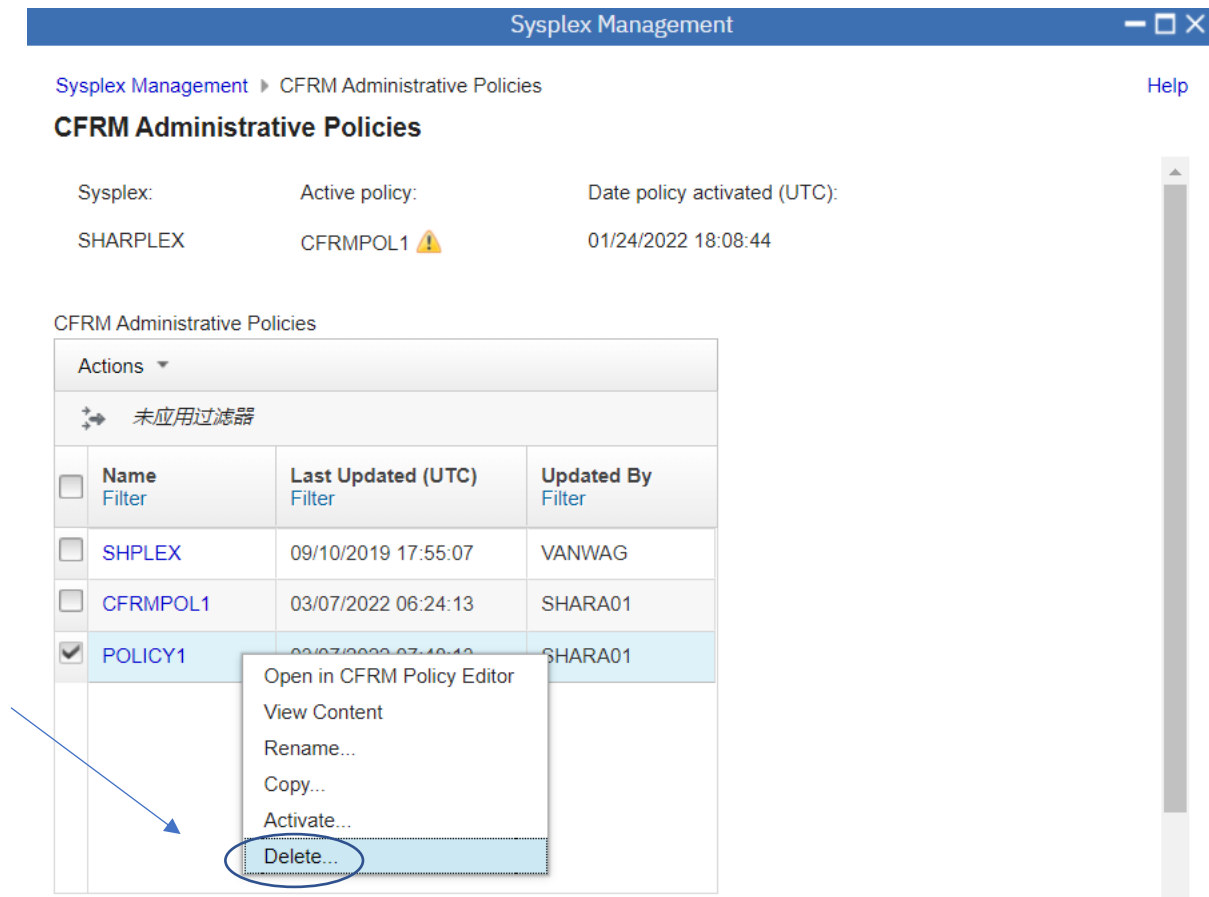 Sysplex Management
Sysplex Management CFRM Administrative Policies Help
CFRM Administrative Policies
Sysplex: Active policy: Date policy activated (UTC):
SHARPLEX CFRMPOL1 01/24/2022 18:08:44
CFRM Administrative Policies
Actions
未应用过滤器
Name Last Updated (UTC) Updated By
Filter Filter Filter
SHPLEX 09/10/2019 17:55:07 VANWAG
CFRMPOL1 03/07/2022 06:24:13 SHARA01
POLICY1 SHARA01
Open in CFRM Policy Editor
View Content
Rename...
Copy...
Activate...
Delete...